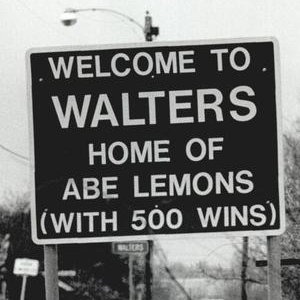 WELCOME TO
WALTERS
HOME OF
ABE LEMONS
(WITH 500 WINS)
WALTERS